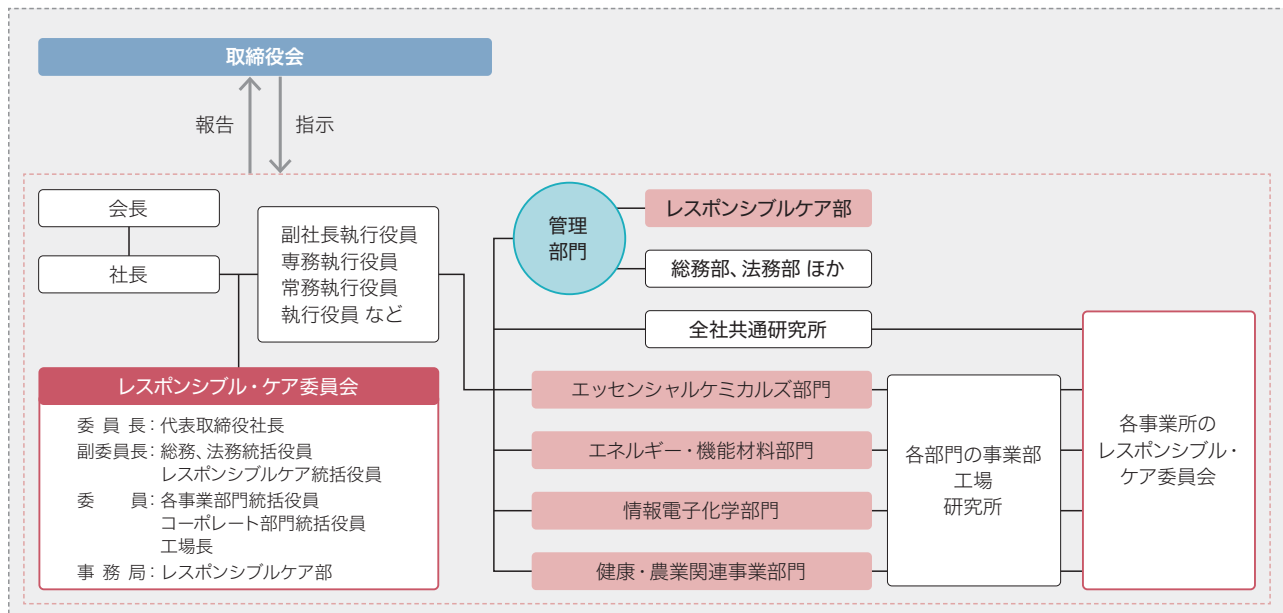 取締役会
報告
指示
会長
社長
副社長執行役員
専務執行役員
常務執行役員
執行役員 など
レスポンシブル・ケア委員会
委員長：代表取締役社長
副委員長：総務、法務統括役員
レスポンシブルケア統括役員
委員：各事業部門統括役員
コーポレート部門統括役員
工場長
事務局：レスポンシブルケア部
管理
部門
レスポンシブルケア部
総務部、法務部 ほか
全社共通研究所
エッセンシャルケミカルズ部門
エネルギー・機能材料部門
情報電子化学部門
健康・農業関連事業部門
各部門の事業部
工場
研究所
各事業所の
レスポンシブル・
ケア委員会